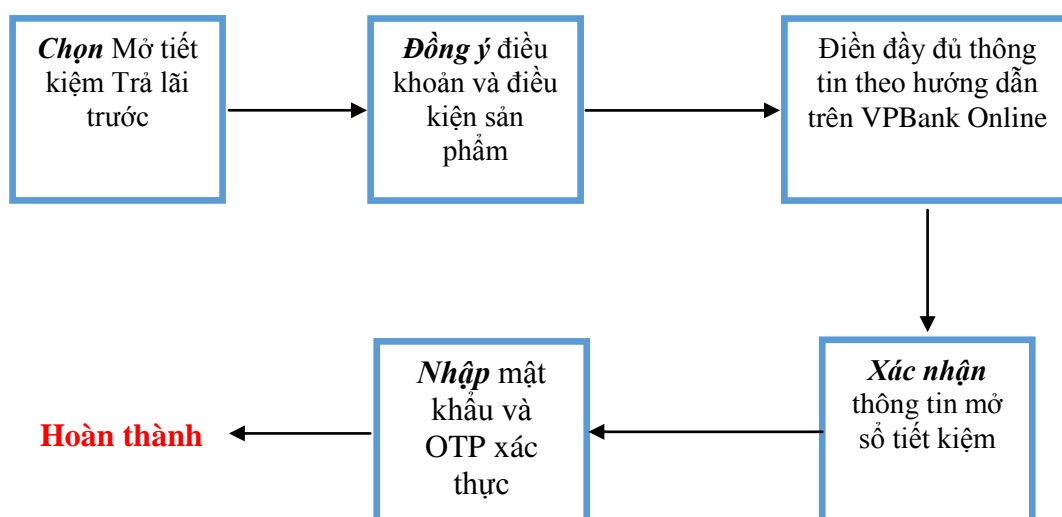 Chọn Mở tiết
kiệm Trả lãi
trước
Đồng ý điều
khoản và điều
kiện sản
phẩm
Điền đầy đủ thông
tin theo hướng dẫn
trên VPBank Online
Xác nhận
thông tin mở
sổ tiết kiệm
Nhập mật
khẩu và
OTP xác
thực
Hoàn thành